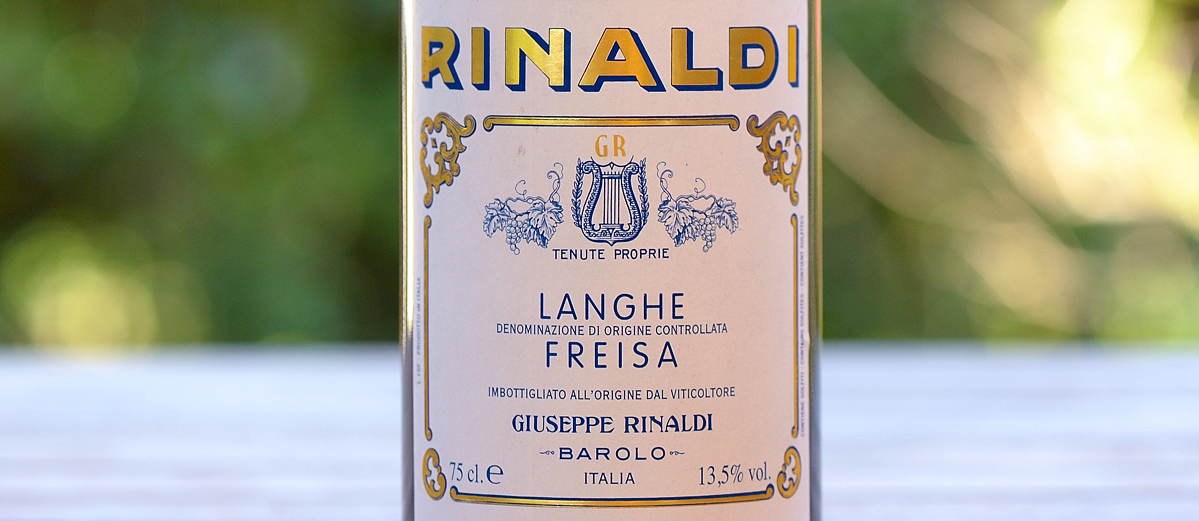 RINALDI
GR
TENUTE PROPRIE
LANGHE
DENOMINAZIONE DI ORIGINE CONTROLLATA
FREISA
IMBOTTIGLIATO ALL'ORIGINE DAL VITICOLTORE
GIUSEPPE RINALDI
BAROLO
ITALIA
75 cl. e
13,5% vol.